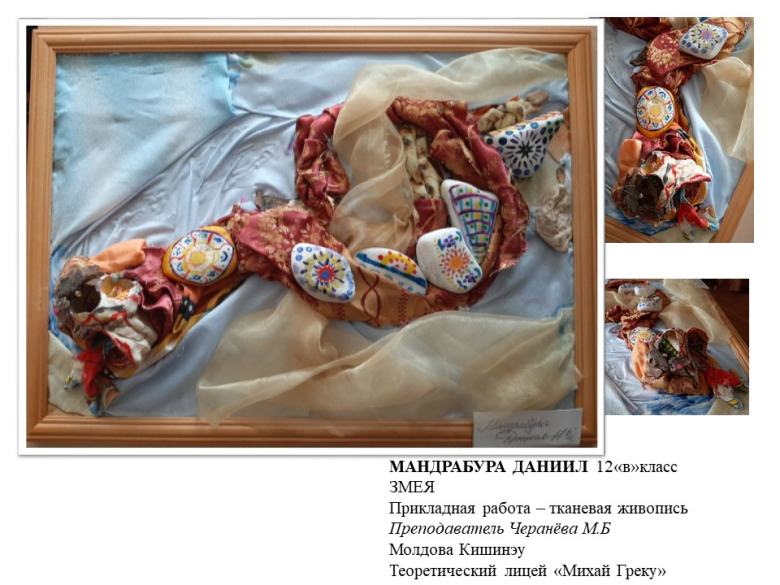 МАНДРАБУРА ДАНИИЛ 12«в»класс
ЗМЕЯ
Прикладная работа – тканевая живопись
Преподаватель Черанёва М.Б
Молдова Кишинэу
Теоретический лицей «Михай Греку»